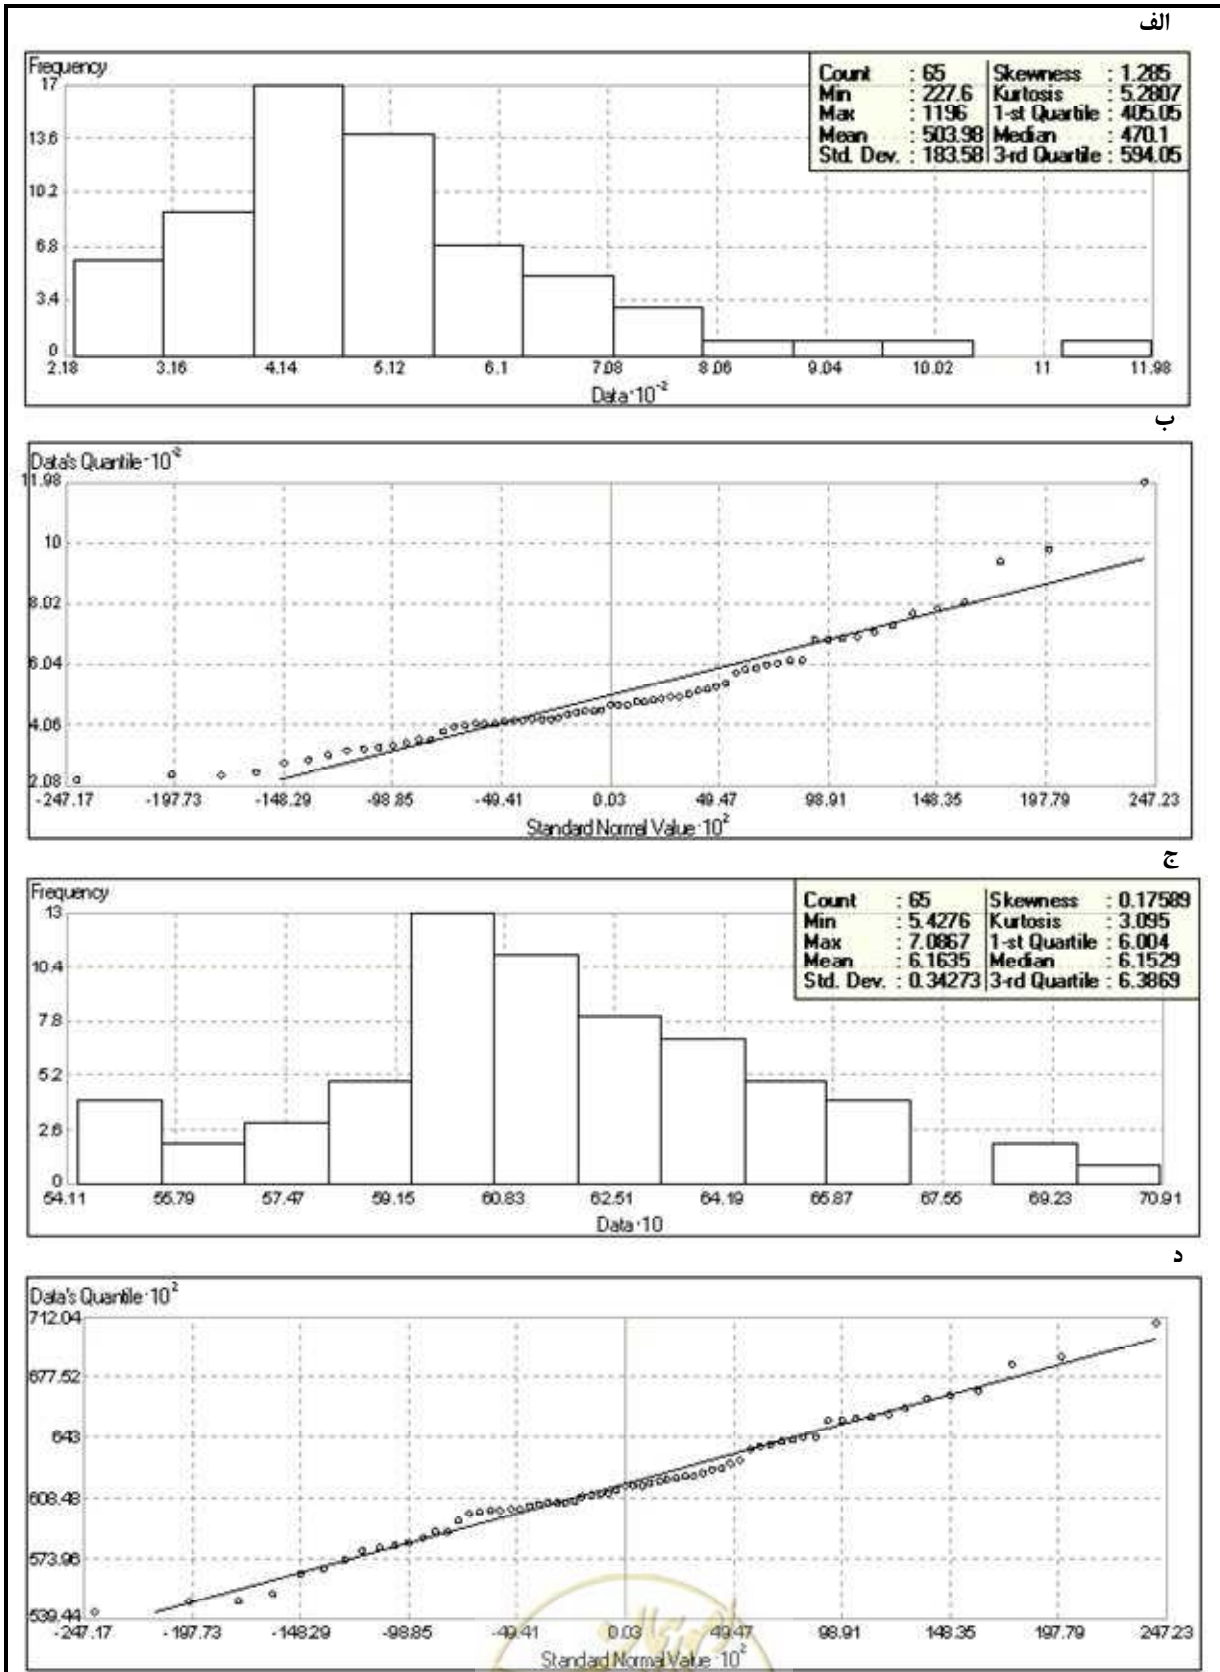 الف
Frequency
Count : 65 Skewness : 1.285
Min : 227.6 Kurtosis : 5.2807
Max : 1196 1-st Quartile : 405.05
Mean : 503.98 Median : 470.1
Std. Dev. : 183.58 3-rd Quartile : 594.05
17
13.6
10.2
6.8
3.4
0
2.18 3.16 4.14 5.12 6.1 7.08 8.06 9.04 10.02 11 11.98
Data·10-2
ب
Data's Quantile·10-2
11.98
10
8.02
6.04
4.06
2.08
-247.17 -197.73 -148.29 -98.85 -49.41 0.03 49.47 98.91 148.35 197.79 247.23
Standard Normal Value·102
ج
Frequency
Count : 65 Skewness : 0.17589
Min : 5.4276 Kurtosis : 3.095
Max : 7.0867 1-st Quartile : 6.004
Mean : 6.1635 Median : 6.1529
Std. Dev. : 0.34273 3-rd Quartile : 6.3869
13
10.4
7.8
5.2
2.6
0
54.11 55.79 57.47 59.15 60.83 62.51 64.19 65.87 67.55 69.23 70.91
Data·10
د
Data's Quantile·102
712.04
677.52
643
608.48
573.96
539.44
-247.17 -197.73 -148.29 -98.85 -49.41 0.03 49.47 98.91 148.35 197.79 247.23
Standard Normal Value·102